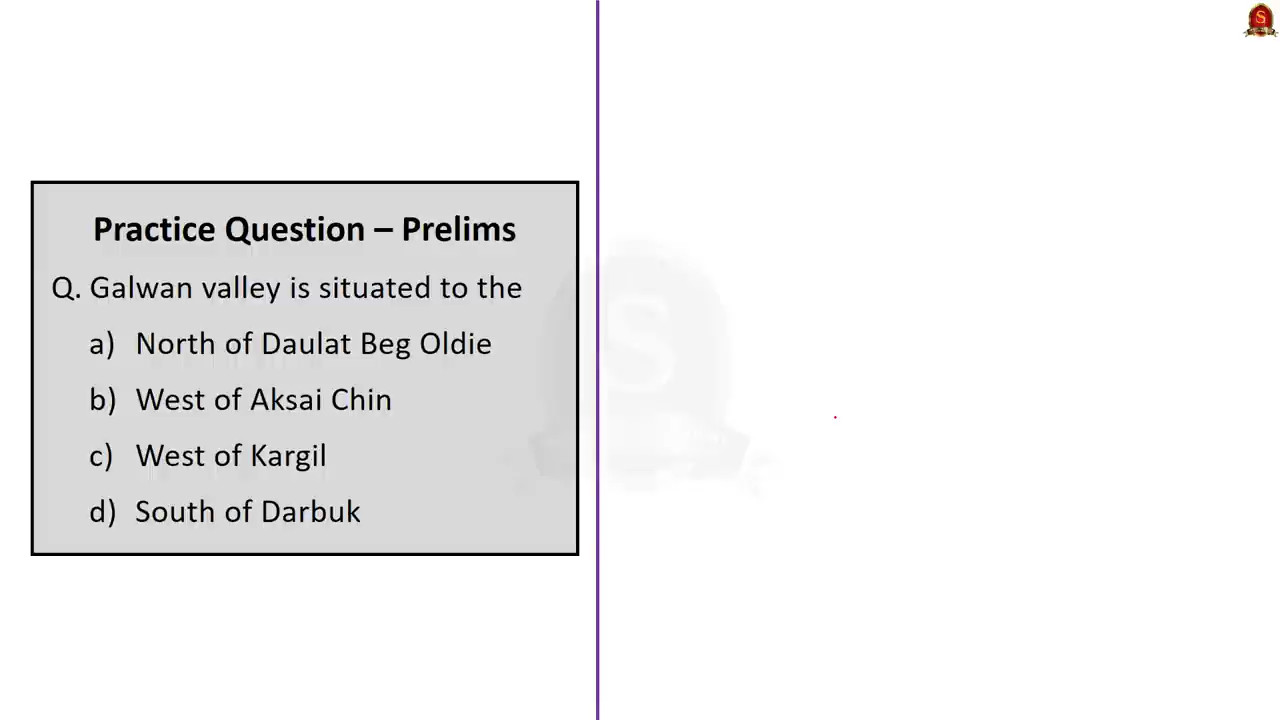 Practice Question – Prelims
Q. Galwan valley is situated to the
a) North of Daulat Beg Oldie
b) West of Aksai Chin
c) West of Kargil
d) South of Darbuk
S
S